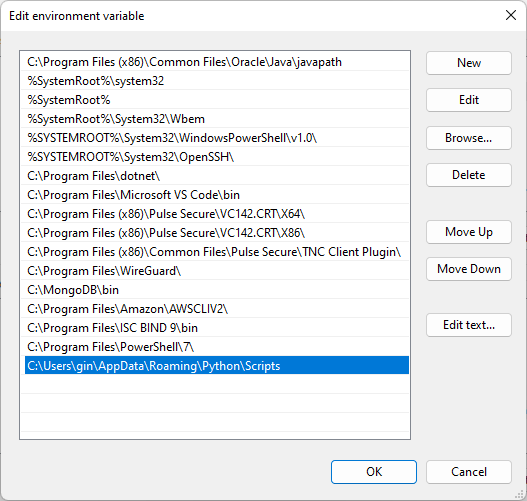 Edit environment variable
C:\Program Files (x86)\Common Files\Oracle\Java\javapath
%SystemRoot%\system32
%SystemRoot%
%SystemRoot%\System32\Wbem
%SYSTEMROOT%\System32\WindowsPowerShell\v1.0\
%SYSTEMROOT%\System32\OpenSSH\
C:\Program Files\dotnet\
C:\Program Files\Microsoft VS Code\bin
C:\Program Files (x86)\Pulse Secure\VC142.CRT\X64\
C:\Program Files (x86)\Pulse Secure\VC142.CRT\X86\
C:\Program Files (x86)\Common Files\Pulse Secure\TNC Client Plugin\
C:\Program Files\WireGuard\
C:\MongoDB\bin
C:\Program Files\Amazon\AWSCLIV2\
C:\Program Files\ISC BIND 9\bin
C:\Program Files\PowerShell\7\
C:\Users\gin\AppData\Roaming\Python\Scripts
New
Edit
Browse...
Delete
Move Up
Move Down
Edit text...
OK
Cancel